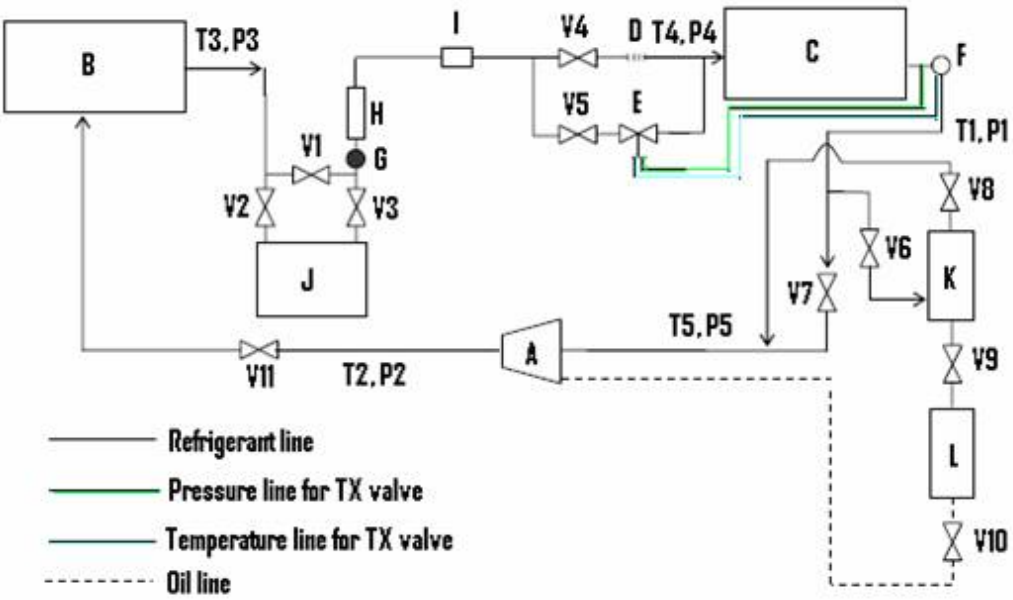 I
V4
D
T4, P4
T3, P3
B
C
F
H
V5
E
T1, P1
V1
G
V8
V2
V3
V6
J
K
V7
T5, P5
A
V9
V11
T2, P2
Refrigerant line
L
Pressure line for TX valve
Temperature line for TX valve
V10
Oil line